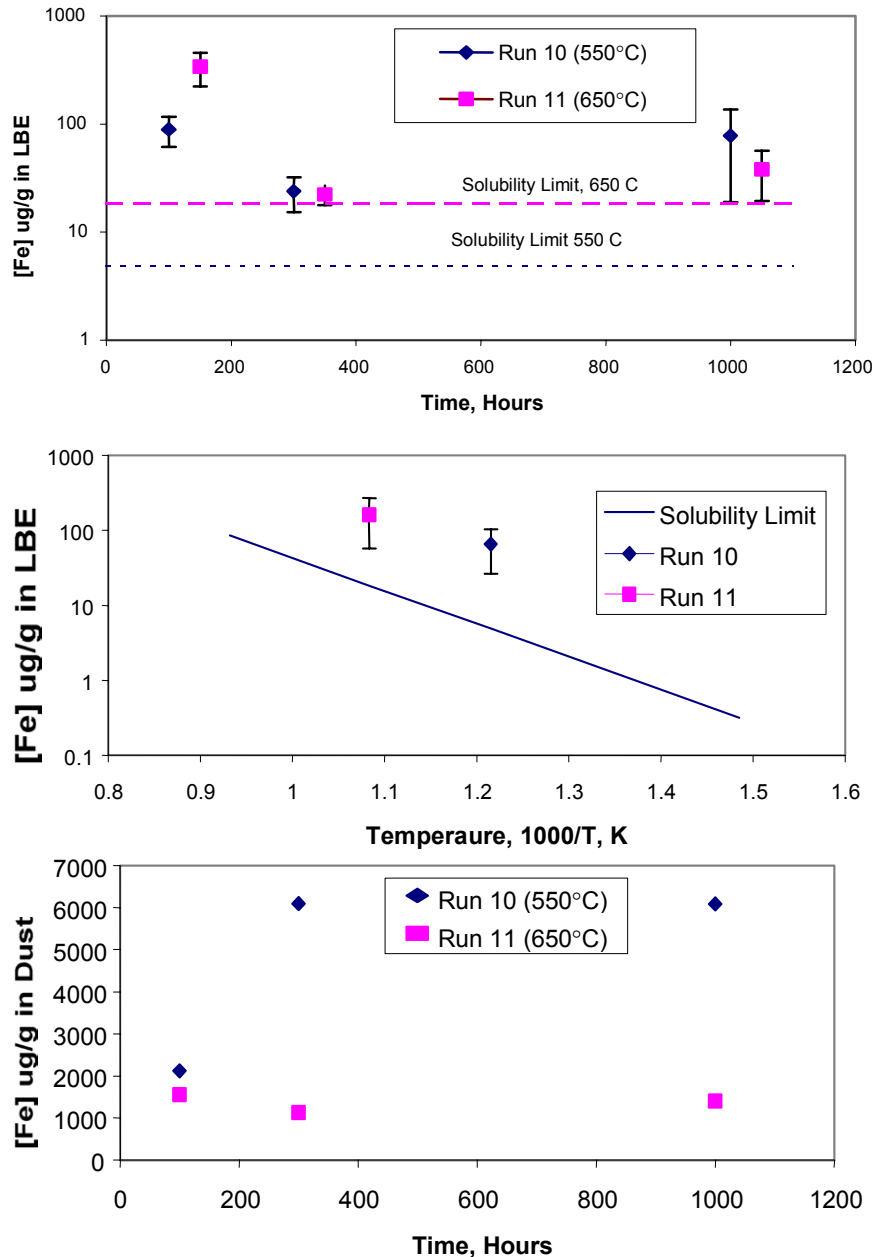 1000
100
10
1
[Fe] ug/g in LBE
Run 10 (550°C)
Run 11 (650°C)
Solubility Limit, 650 C
Solubility Limit 550 C
0 200 400 600 800 1000 1200
Time, Hours
1000
100
10
1
0.1
[Fe] ug/g in LBE
Solubility Limit
Run 10
Run 11
0.8 0.9 1 1.1 1.2 1.3 1.4 1.5 1.6
Temperaure, 1000/T, K
7000
6000
5000
4000
3000
2000
1000
0
[Fe] ug/g in Dust
Run 10 (550°C)
Run 11 (650°C)
0 200 400 600 800 1000 1200
Time, Hours